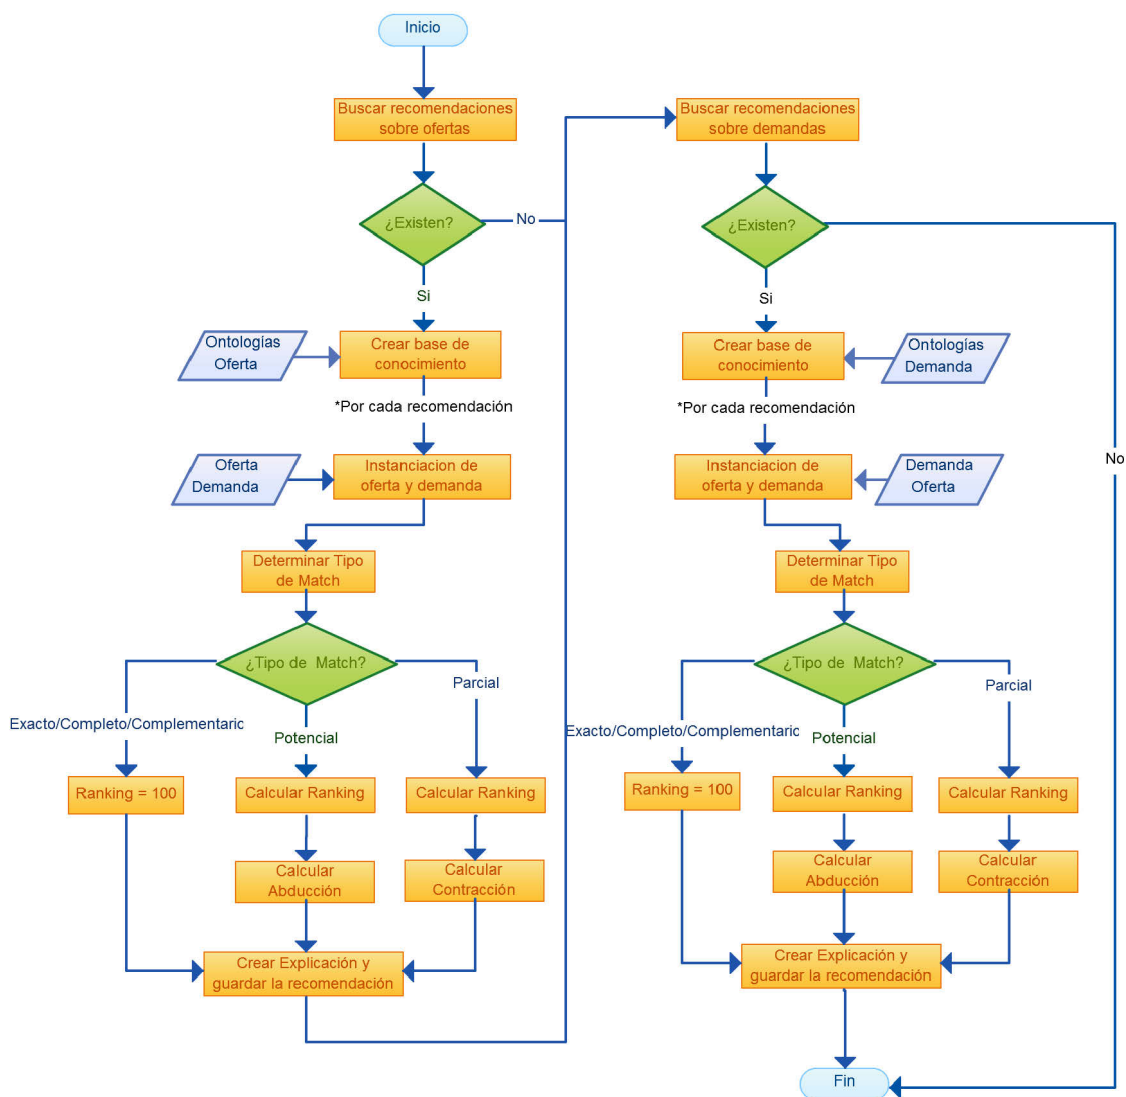 Inicio
Buscar recomendaciones
sobre ofertas
¿Existen?
No
Si
Ontologías
Oferta
Crear base de
conocimiento
*Por cada recomendación
Oferta
Demanda
Instanciacion de
oferta y demanda
Determinar Tipo
de Match
¿Tipo de Match?
Exacto/Completo/Complementaric
Potencial
Parcial
Ranking = 100
Calcular Ranking
Calcular Ranking
Calcular
Abducción
Calcular
Contracción
Crear Explicación y
guardar la recomendación
Buscar recomendaciones
sobre demandas
¿Existen?
No
Si
Crear base de
conocimiento
Ontologías
Demanda
*Por cada recomendación
Instanciacion de
oferta y demanda
Demanda
Oferta
Determinar Tipo
de Match
¿Tipo de Match?
Exacto/Completo/Complementaric
Potencial
Parcial
Ranking = 100
Calcular Ranking
Calcular Ranking
Calcular
Abducción
Calcular
Contracción
Crear Explicación y
guardar la recomendación
Fin